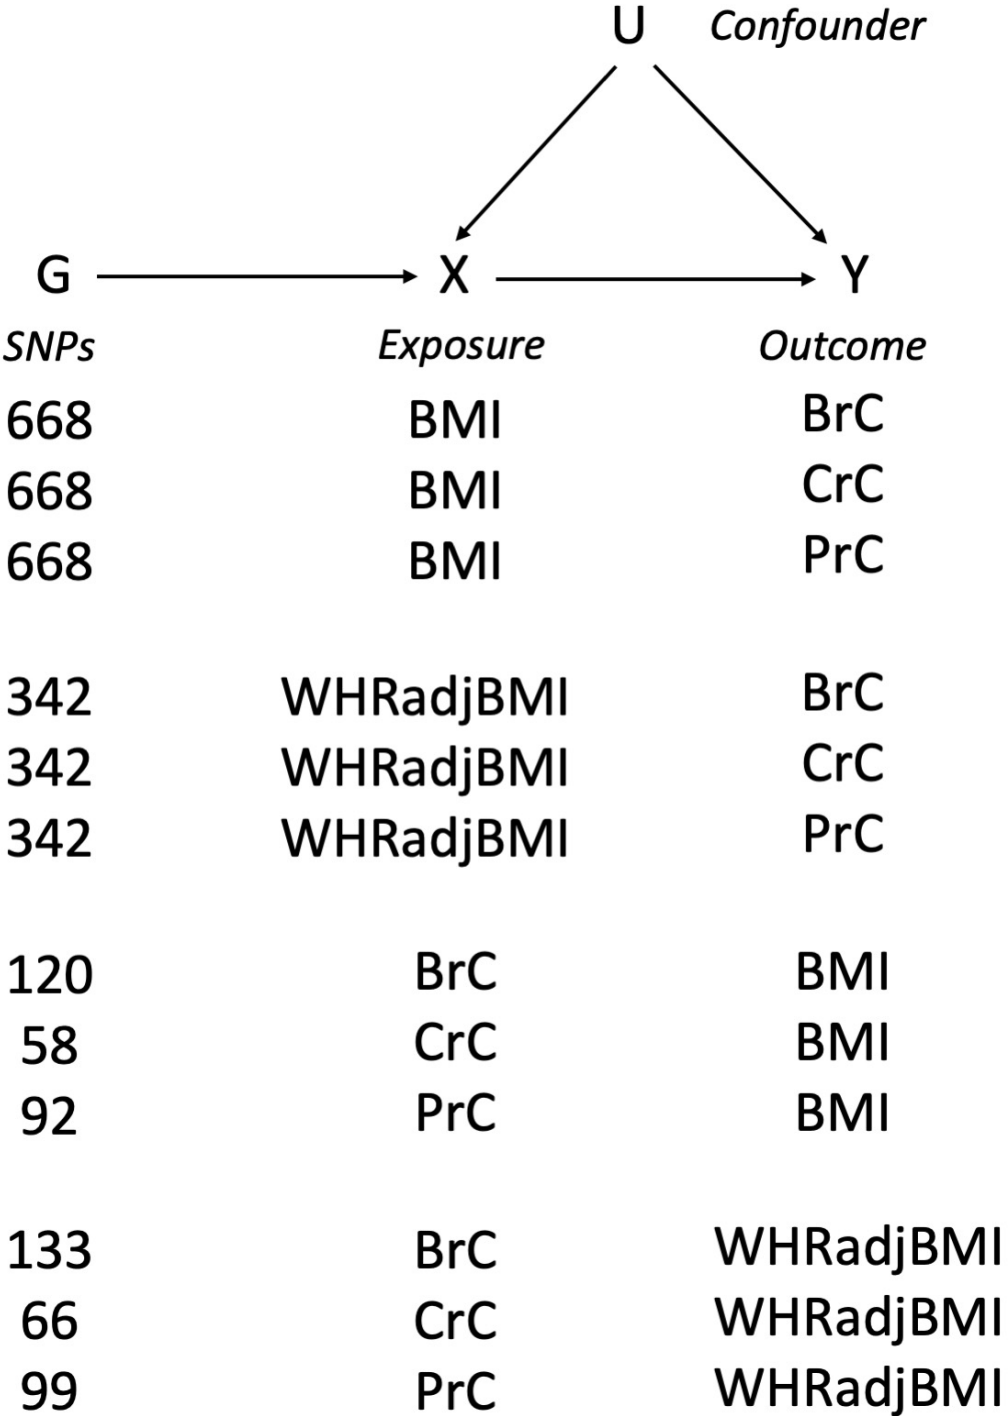 U Confounder
G X Y
SNPs Exposure Outcome
668 BMI BrC
668 BMI CrC
668 BMI PrC
342 WHRadjBMI BrC
342 WHRadjBMI CrC
342 WHRadjBMI PrC
120 BrC BMI
58 CrC BMI
92 PrC BMI
133 BrC WHRadjBMI
66 CrC WHRadjBMI
99 PrC WHRadjBMI